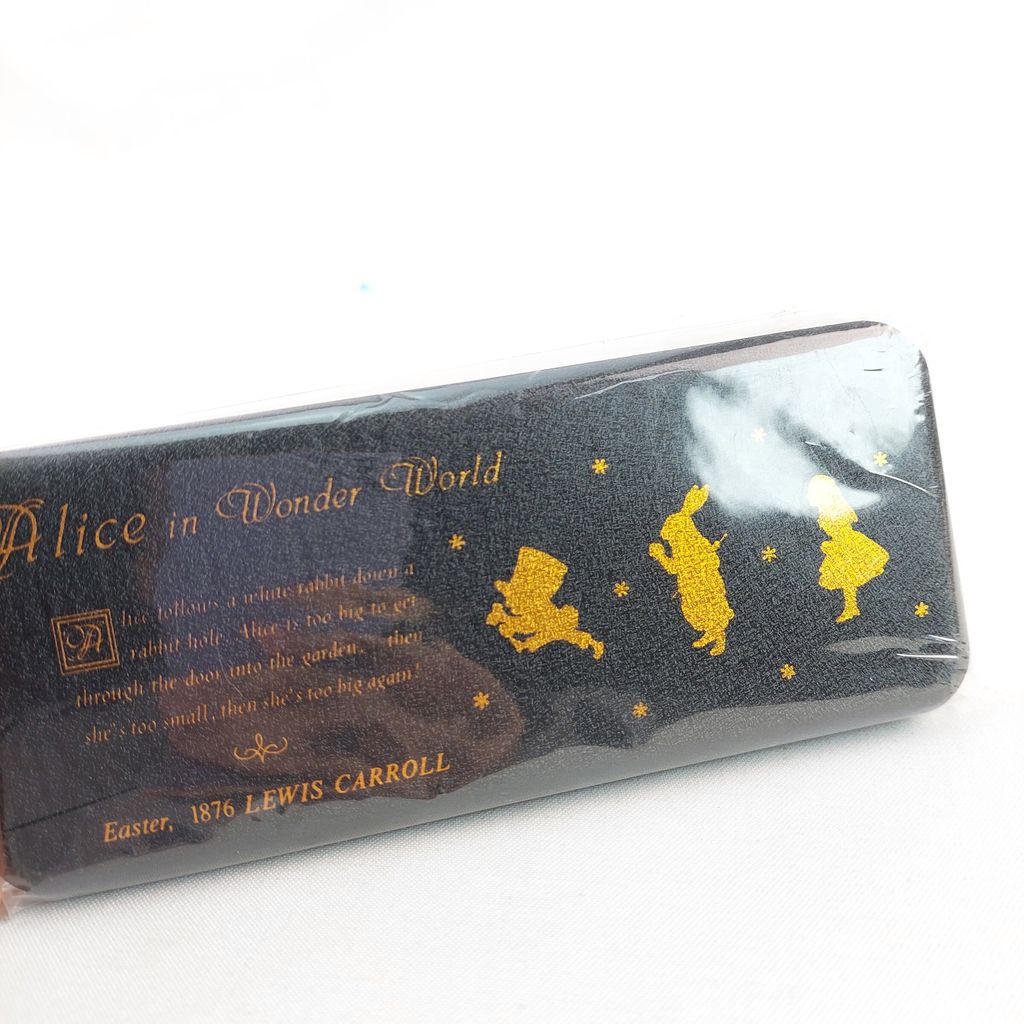 Alice in Wonder World
Alice follows a white rabbit down a
rabbit hole. Alice is too big to get
through the door into the garden, then
she's too small, then she's too big again!
Easter, 1876 LEWIS CARROLL